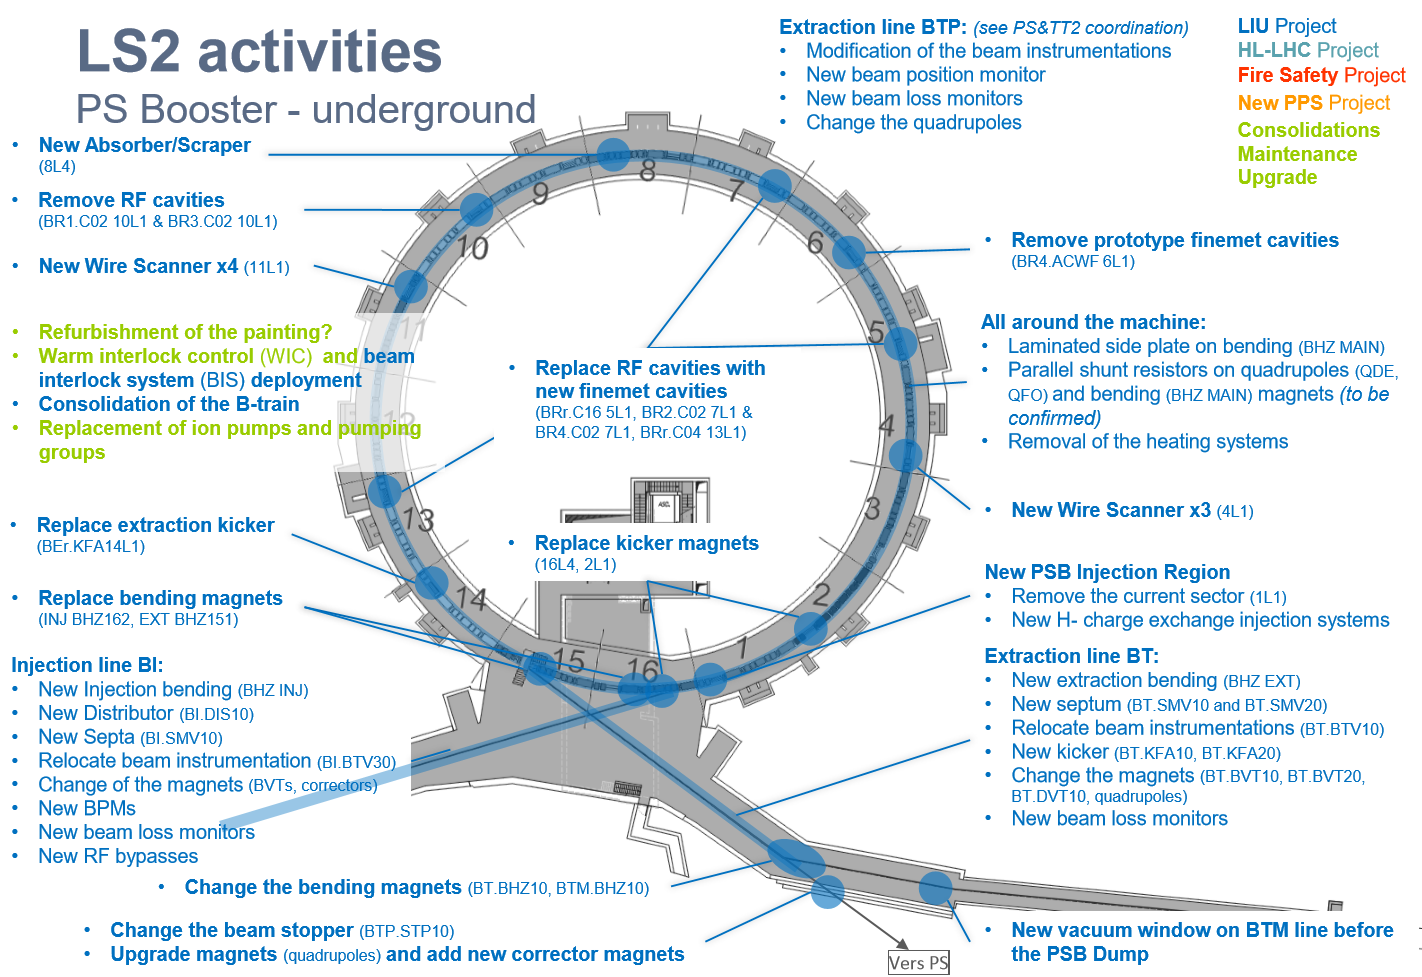 LS2 activities
PS Booster - underground
Extraction line BTP: (see PS&TT2 coordination)
• Modification of the beam instrumentations
• New beam position monitor
• New beam loss monitors
• Change the quadrupoles
LIU Project
HL-LHC Project
Fire Safety Project
New PPS Project
Consolidations
Maintenance
Upgrade
• New Absorber/Scraper
(8L4)
• Remove RF cavities
(BR1.C02 10L1 & BR3.C02 10L1)
• New Wire Scanner x4 (11L1)
• Refurbishment of the painting?
• Warm interlock control (WIC) and beam
interlock system (BIS) deployment
• Consolidation of the B-train
• Replacement of ion pumps and pumping
groups
• Replace extraction kicker
(BEr.KFA14L1)
• Replace bending magnets
(INJ BHZ162, EXT BHZ151)
Injection line BI:
• New Injection bending (BHZ INJ)
• New Distributor (BI.DIS10)
• New Septa (BI.SMV10)
• Relocate beam instrumentation (BI.BTV30)
• Change of the magnets (BVTs, correctors)
• New BPMs
• New beam loss monitors
• New RF bypasses
• Change the bending magnets (BT.BHZ10, BTM.BHZ10)
• Change the beam stopper (BTP.STP10)
• Upgrade magnets (quadrupoles) and add new corrector magnets
8
9
10
11
12
13
14
15
16
1
2
3
4
5
6
7
• Replace RF cavities with
new finemet cavities
(BRr.C16 5L1, BR2.C02 7L1 &
BR4.C02 7L1, BRr.C04 13L1)
• Replace kicker magnets
(16L4, 2L1)
• Remove prototype finemet cavities
(BR4.ACWF 6L1)
All around the machine:
• Laminated side plate on bending (BHZ MAIN)
• Parallel shunt resistors on quadrupoles (QDE,
QFO) and bending (BHZ MAIN) magnets (to be
confirmed)
• Removal of the heating systems
• New Wire Scanner x3 (4L1)
New PSB Injection Region
• Remove the current sector (1L1)
• New H- charge exchange injection systems
Extraction line BT:
• New extraction bending (BHZ EXT)
• New septum (BT.SMV10 and BT.SMV20)
• Relocate beam instrumentations (BT.BTV10)
• New kicker (BT.KFA10, BT.KFA20)
• Change the magnets (BT.BVT10, BT.BVT20,
BT.DVT10, quadrupoles)
• New beam loss monitors
• New vacuum window on BTM line before
the PSB Dump
Vers PS